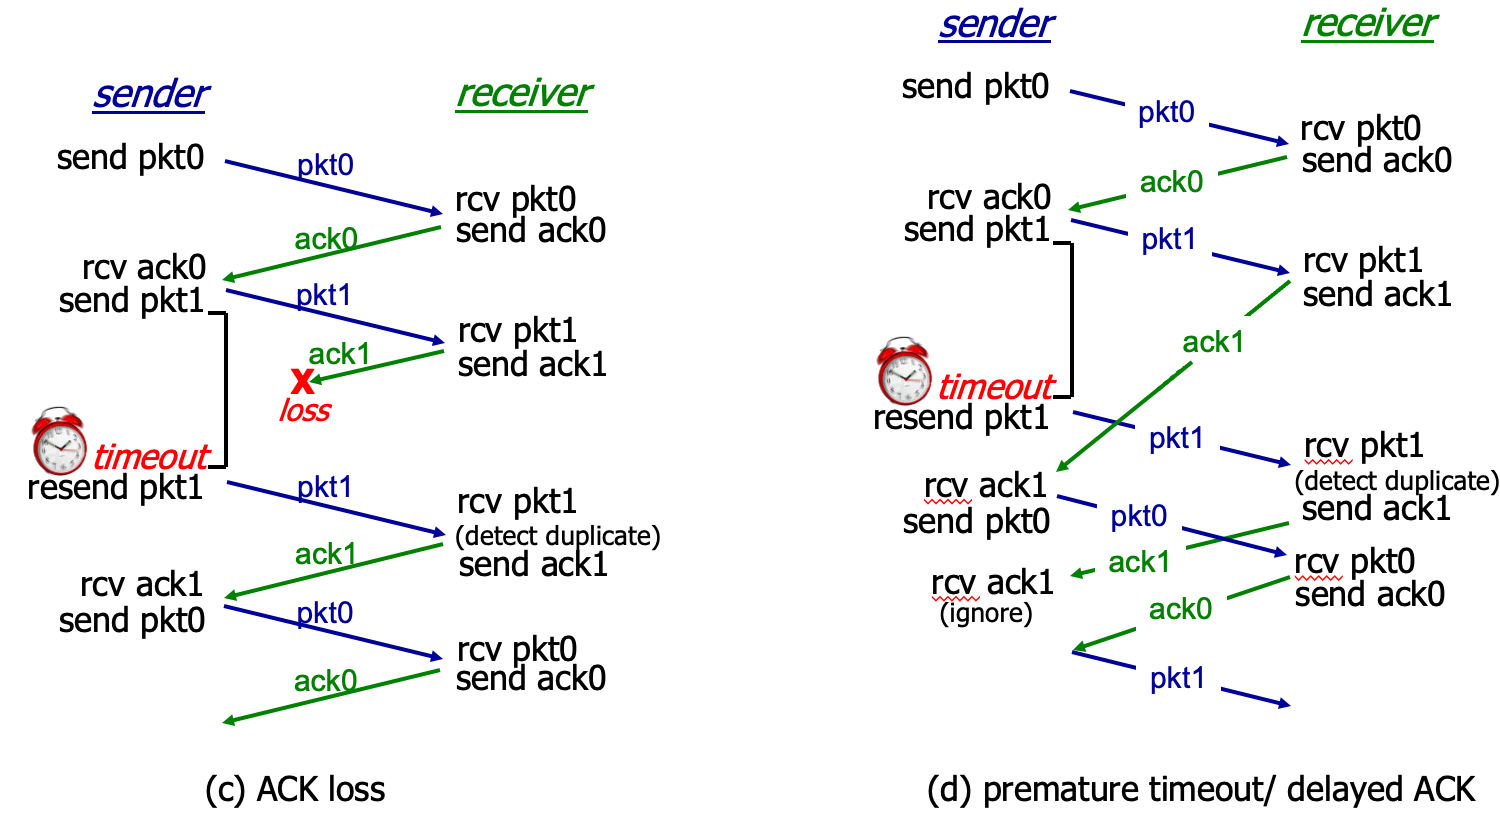 sender
receiver
send pkt0
pkt0
rcv pkt0
send ack0
ack0
rcv ack0
send pkt1
pkt1
rcv pkt1
send ack1
ack1
X
loss
timeout
resend pkt1
pkt1
rcv pkt1
(detect duplicate)
send ack1
ack1
rcv ack1
send pkt0
pkt0
rcv pkt0
send ack0
ack0
(c) ACK loss
sender
receiver
send pkt0
pkt0
rcv pkt0
send ack0
ack0
rcv ack0
send pkt1
pkt1
rcv pkt1
send ack1
ack1
timeout
resend pkt1
pkt1
rcv pkt1
(detect duplicate)
send ack1
rcv ack1
send pkt0
pkt0
ack1
rcv pkt0
send ack0
rcv ack1
(ignore)
ack0
pkt1
(d) premature timeout/ delayed ACK